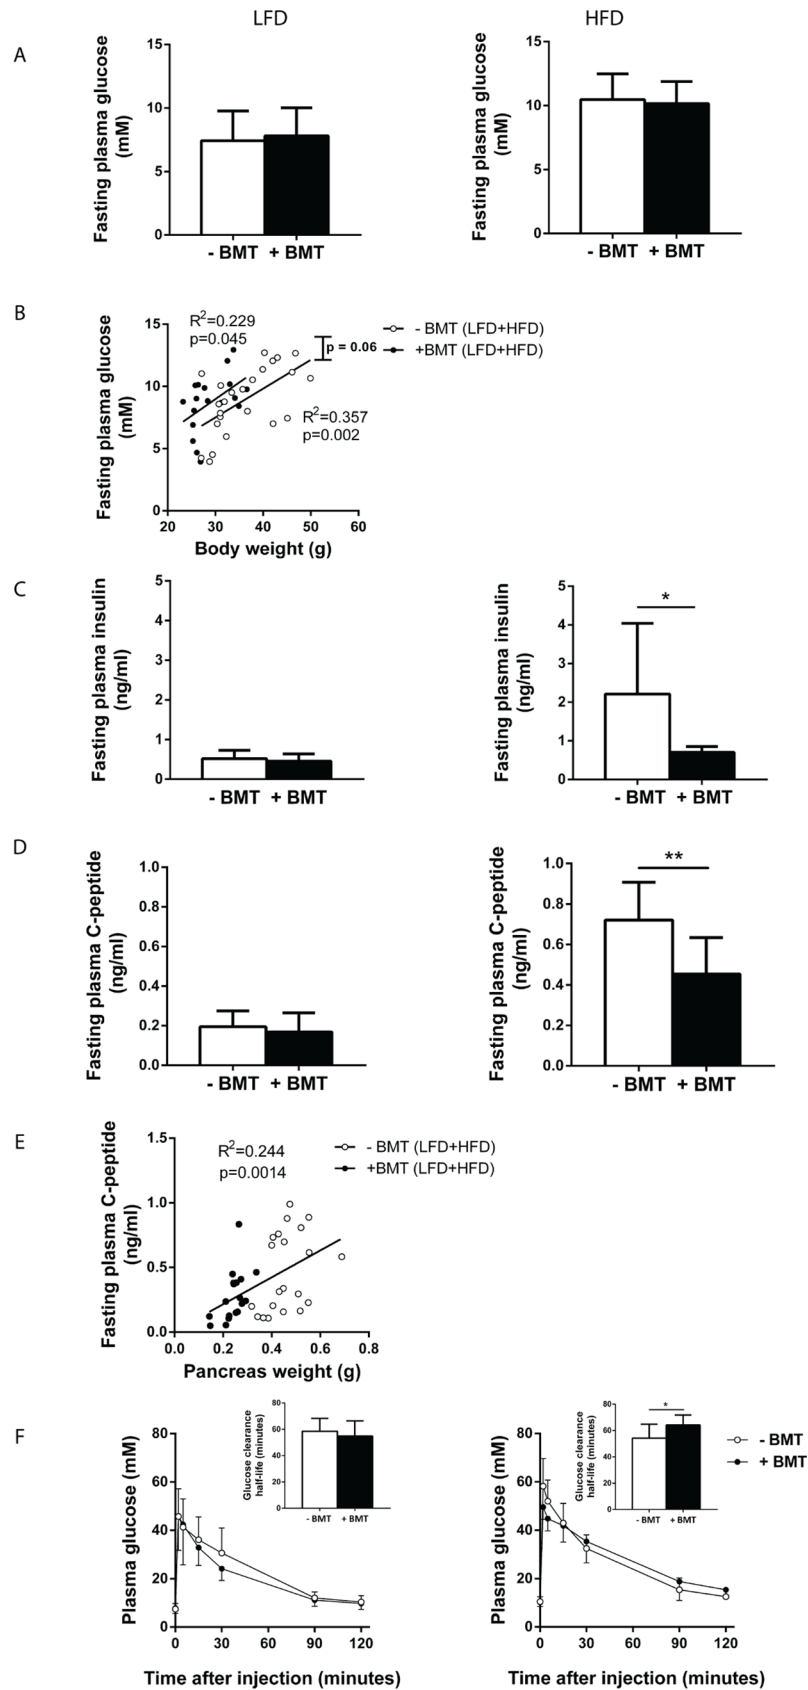 LFD
HFD
A
Fasting plasma glucose
(mM)
15
10
5
0
- BMT + BMT
Fasting plasma glucose
(mM)
15
10
5
0
- BMT + BMT
B
Fasting plasma glucose
(mM)
15
10
5
0
R2=0.229
p=0.045
p = 0.06
R2=0.357
p=0.002
- BMT (LFD+HFD)
+BMT (LFD+HFD)
20 30 40 50 60
Body weight (g)
C
Fasting plasma insulin
(ng/ml)
5
4
3
2
1
0
- BMT + BMT
Fasting plasma insulin
(ng/ml)
5
4
3
2
1
0
*
- BMT + BMT
D
Fasting plasma C-peptide
(ng/ml)
1.0
0.8
0.6
0.4
0.2
0.0
- BMT + BMT
Fasting plasma C-peptide
(ng/ml)
1.0
0.8
0.6
0.4
0.2
0.0
**
- BMT + BMT
E
Fasting plasma C-peptide
(ng/ml)
1.5
1.0
0.5
0.0
R2=0.244
p=0.0014
- BMT (LFD+HFD)
+BMT (LFD+HFD)
0.0 0.2 0.4 0.6 0.8
Pancreas weight (g)
F
Plasma glucose (mM)
80
60
40
20
0
Glucose clearance
half-life (minutes)
80
60
40
20
0
- BMT + BMT
0 30 60 90 120
Time after injection (minutes)
Plasma glucose (mM)
80
60
40
20
0
Glucose clearance
half-life (minutes)
80
60
40
20
0
*
- BMT + BMT
- BMT
+ BMT
0 30 60 90 120
Time after injection (minutes)